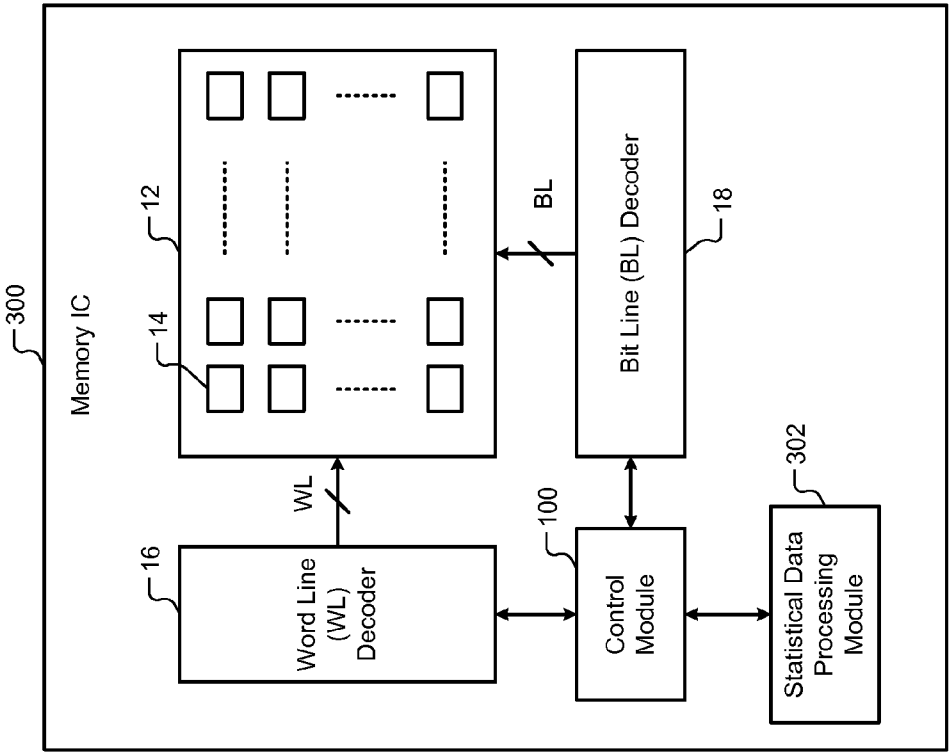 300
Memory IC
12
14
16
Word Line
(WL)
Decoder
WL
BL
Bit Line (BL) Decoder
18
100
Control
Module
302
Statistical Data
Processing
Module